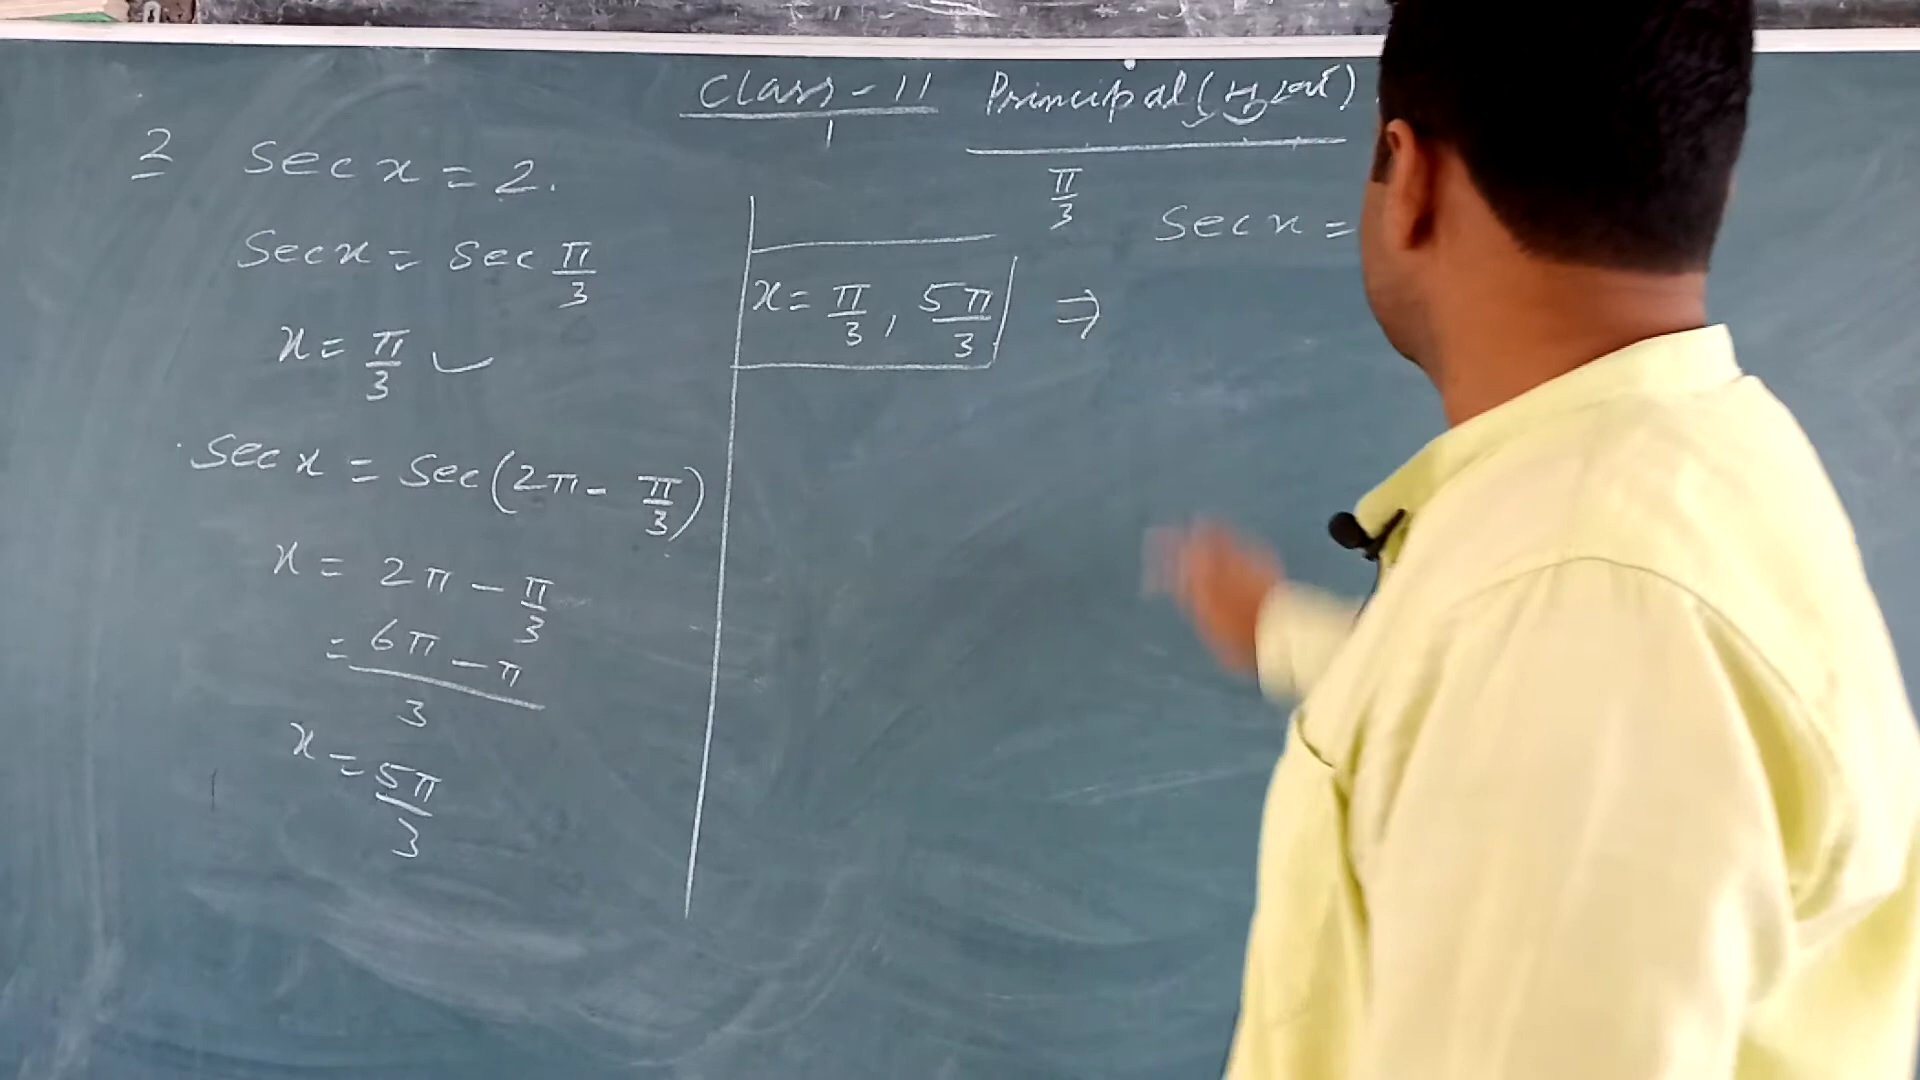 Class-11 Principal (मुख्य)
2 Sec x = 2.
Sec x = Sec π/3
x = π/3
Sec x = Sec(2π - π/3)
x = 2π - π/3
= 6π - π / 3
x = 5π/3
x = π/3, 5π/3 ⇒
π/3
Sec x =